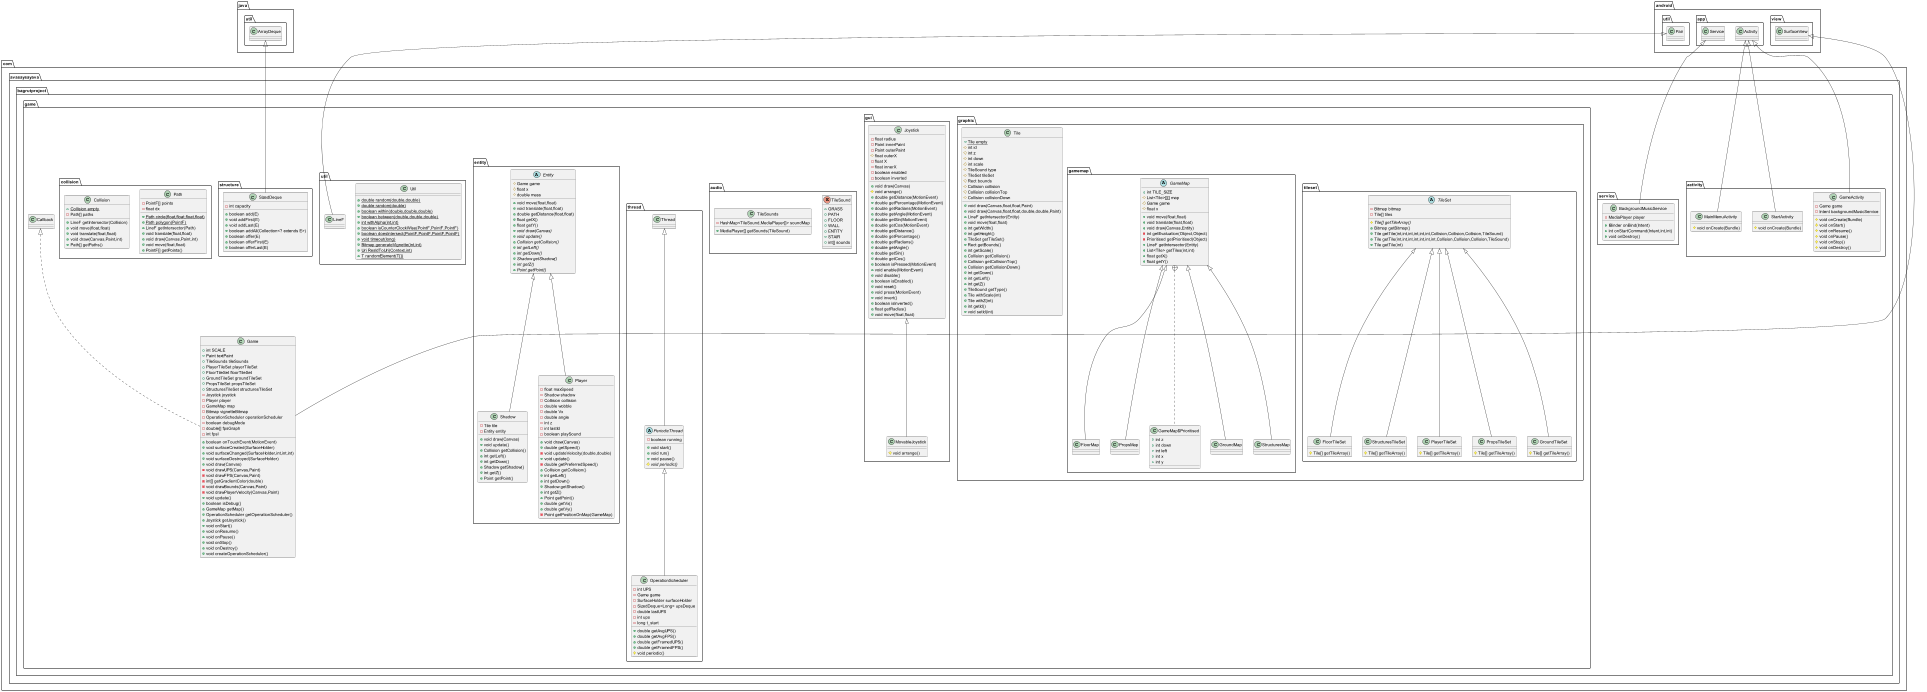 java
util
ArrayDeque
android
util
Pair
app
Service
Activity
view
SurfaceView
com
bagrutproject
game
Callback
collision
Collision
Collision empty
Path[] paths
LineF getIntersector(Collision)
void move(float,float)
void translate(float,float)
void draw(Canvas,Paint,int)
Path[] getPaths()
Path
PointF[] points
float dx
Path circle(float,float,float,float)
Path polygon(PointF)
LineF getIntersector(Path)
void translate(float,float)
void draw(Canvas,Paint,int)
void move(float,float)
PointF[] getPoints()
structure
SizedDeque
int capacity
boolean add(E)
void addFirst(E)
void addLast(E)
boolean addAll(Collection<? extends E>)
boolean offer(E)
boolean offerFirst(E)
boolean offerLast(E)
util
LineF
Util
double random(double,double)
double random(double)
boolean within(double,double,double)
boolean between(double,double,double)
int withAlpha(int,int)
boolean isCounterClockWise(PointF,PointF,PointF)
boolean doesIntersect(PointF,PointF,PointF,PointF)
void timeout(long)
Bitmap generateVignette(int,int)
Uri RawIdToUri(Context,int)
T randomElement(T[])
entity
Entity
Game game
float x
double mass
void move(float,float)
void translate(float,float)
double getDistance(float,float)
float getX()
float getY()
void draw(Canvas)
void update()
Collision getCollision()
int getLeft()
int getDown()
Shadow getShadow()
int getZ()
Point getPoint()
Shadow
Tile tile
Entity entity
void draw(Canvas)
void update()
Collision getCollision()
int getLeft()
int getDown()
Shadow getShadow()
int getZ()
Point getPoint()
Player
float maxSpeed
Shadow shadow
Collision collision
double wobble
double Vx
double angle
int z
int lastId
boolean playSound
void draw(Canvas)
double getSpeed()
void updateVelocity(double,double)
void update()
double getPreferredSpeed()
Collision getCollision()
int getLeft()
int getDown()
Shadow getShadow()
int getZ()
Point getPoint()
double getVx()
double getVy()
Point getPositionOnMap(GameMap)
thread
Thread
PeriodicThread
boolean running
void start()
void run()
void pause()
void periodic()
OperationScheduler
int UPS
Game game
SurfaceHolder surfaceHolder
SizedDeque<Long> upsDeque
double lastUPS
int ups
long t_start
double getAvgUPS()
double getAvgFPS()
double getFramedUPS()
double getFramedFPS()
void periodic()
audio
TileSounds
HashMap<TileSound,MediaPlayer[]> soundMap
MediaPlayer[] getSounds(TileSound)
TileSound
GRASS
PATH
FLOOR
WALL
ENTITY
STAIR
int[] sounds
gui
Joystick
float radius
Point innerPaint
Point outerPaint
float outerX
float X
float innerX
boolean enabled
boolean inverted
void draw(Canvas)
void arrange()
double getDistance(MotionEvent)
double getPercentage(MotionEvent)
double getRadians(MotionEvent)
double getAngle(MotionEvent)
double getSin(MotionEvent)
double getCos(MotionEvent)
double getDistance()
double getPercentage()
double getRadians()
double getAngle()
double getSin()
double getCos()
boolean isPressed(MotionEvent)
void enable(MotionEvent)
void disable()
boolean isEnabled()
void reset()
void press(MotionEvent)
void invert()
boolean isInverted()
float getRadius()
void move(float,float)
MovableJoystick
void arrange()
graphic
Tile
Tile empty
int id
int z
int down
int scale
TileSound type
TileSet tileSet
Rect bounds
Collision collision
Collision collisionTop
Collision collisionDown
void draw(Canvas,float,float,Paint)
void draw(Canvas,float,float,double,double,Paint)
LineF getIntersector(Entity)
void move(float,float)
int getWidth()
int getHeight()
int getScale()
TileSet getTileSet()
Rect getBounds()
int getScale()
Collision getCollision()
Collision getCollisionTop()
Collision getCollisionDown()
int getDown()
int getLeft()
int getZ()
TileSound getType()
Tile withScale(int)
Tile withZ(int)
int getId()
void setId(int)
gamemap
GameMap
int TILE_SIZE
List<Tile>[][] map
Game game
float x
void move(float,float)
void translate(float,float)
void draw(Canvas,Entity)
int getEvaluation(Object,Object)
Prioritised getPrioritised(Object)
LineF getIntersector(Entity)
float getX()
float getY()
List<Tile> getTiles(int,int)
FloorMap
PropsMap
GameMap$Prioritised
int z
int down
int left
int x
int y
GroundMap
StructuresMap
tileset
TileSet
Bitmap bitmap
Tile[] tiles
Tile[] getTileArray()
Bitmap getBitmap()
Tile getTile(int,int,int,int,int,int,Collision,Collision,Collision,TileSound)
Tile getTile(int,int,int,int,int,int,int,Collision,Collision,Collision,TileSound)
Tile getTile(int)
FloorTileSet
Tile[] getTileArray()
StructuresTileSet
Tile[] getTileArray()
PlayerTileSet
Tile[] getTileArray()
PropsTileSet
Tile[] getTileArray()
GroundTileSet
Tile[] getTileArray()
service
BackgroundMusicService
MediaPlayer player
IBinder onBind(Intent)
int onStartCommand(Intent,int,int)
void onDestroy()
activity
MainMenuActivity
void onCreate(Bundle)
StartActivity
void onCreate(Bundle)
GameActivity
Game game
Intent backgroundMusicService
void onCreate(Bundle)
void onStart()
void onResume()
void onPause()
void onStop()
void onDestroy()
Game
int SCALE
Paint textPaint
TileSounds tileSounds
PlayerTileSet playerTileSet
FloorTileSet floorTileSet
GroundTileSet groundTileSet
PropsTileSet propsTileSet
StructuresTileSet structuresTileSet
Joystick joystick
Player player
GameMap map
Bitmap vignetteBitmap
OperationScheduler operationScheduler
boolean debugMode
double[] fpsGraph
int fpsI
boolean onTouchEvent(MotionEvent)
void surfaceCreated(SurfaceHolder)
void surfaceChanged(SurfaceHolder,int,int,int)
void surfaceDestroyed(SurfaceHolder)
void draw(Canvas)
void drawUPS(Canvas,Paint)
void drawFPS(Canvas,Paint)
int[] getGradientColor(double)
void drawBounds(Canvas,Paint)
void drawPlayerVelocity(Canvas,Paint)
void update()
boolean isDebug()
GameMap getMap()
OperationScheduler getOperationScheduler()
Joystick getJoystick()
void onStart()
void onResume()
void onPause()
void onStop()
void onDestroy()
void createOperationScheduler()